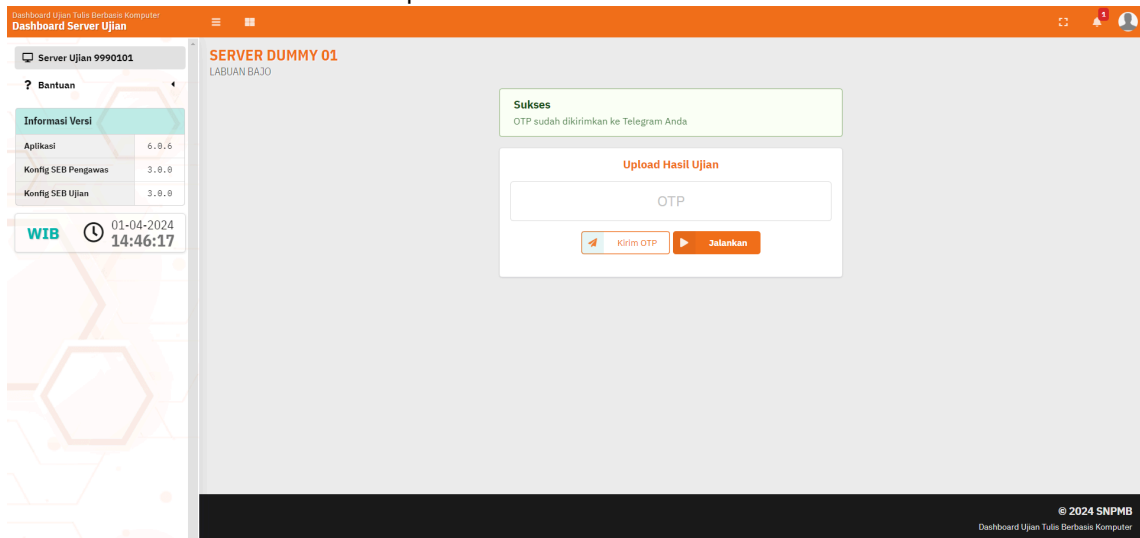 Dashboard Ujian Tulis Berbasis Komputer
Dashboard Server Ujian
1
Server Ujian 9990101
? Bantuan
Informasi Versi
Aplikasi 6.0.6
Konfig SEB Pengawas 3.0.0
Konfig SEB Ujian 3.0.0
WIB 01-04-2024
14:46:17
SERVER DUMMY 01
LABUAN BAJO
Sukses
OTP sudah dikirimkan ke Telegram Anda
Upload Hasil Ujian
OTP
Kirim OTP Jalankan
© 2024 SNPMB
Dashboard Ujian Tulis Berbasis Komputer